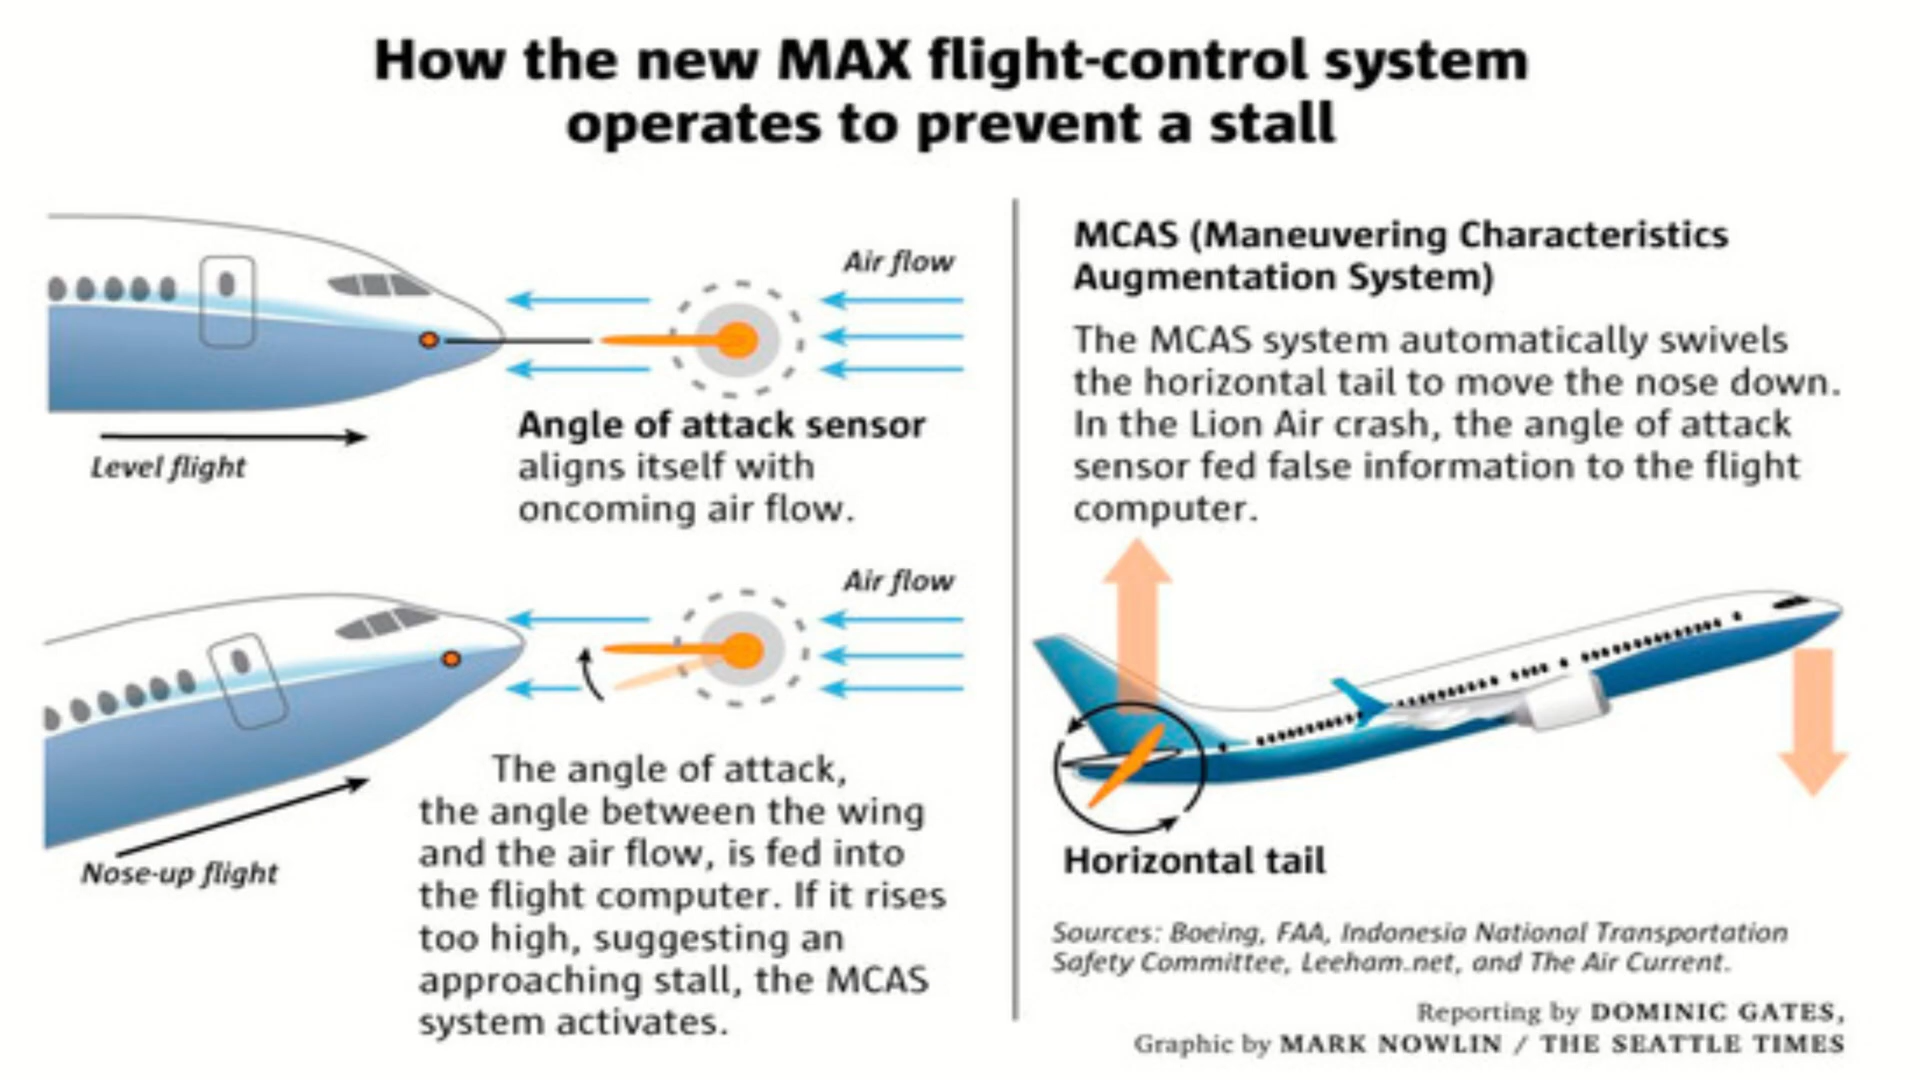 How the new MAX flight-control system
operates to prevent a stall
Air flow
Level flight
Angle of attack sensor
aligns itself with
oncoming air flow.
Air flow
Nose-up flight
The angle of attack,
the angle between the wing
and the air flow, is fed into
the flight computer. If it rises
too high, suggesting an
approaching stall, the MCAS
system activates.
MCAS (Maneuvering Characteristics
Augmentation System)
The MCAS system automatically swivels
the horizontal tail to move the nose down.
In the Lion Air crash, the angle of attack
sensor fed false information to the flight
computer.
Horizontal tail
Sources: Boeing, FAA, Indonesia National Transportation
Safety Committee, Leeham.net, and The Air Current.
Reporting by DOMINIC GATES,
Graphic by MARK NOWLIN / THE SEATTLE TIMES